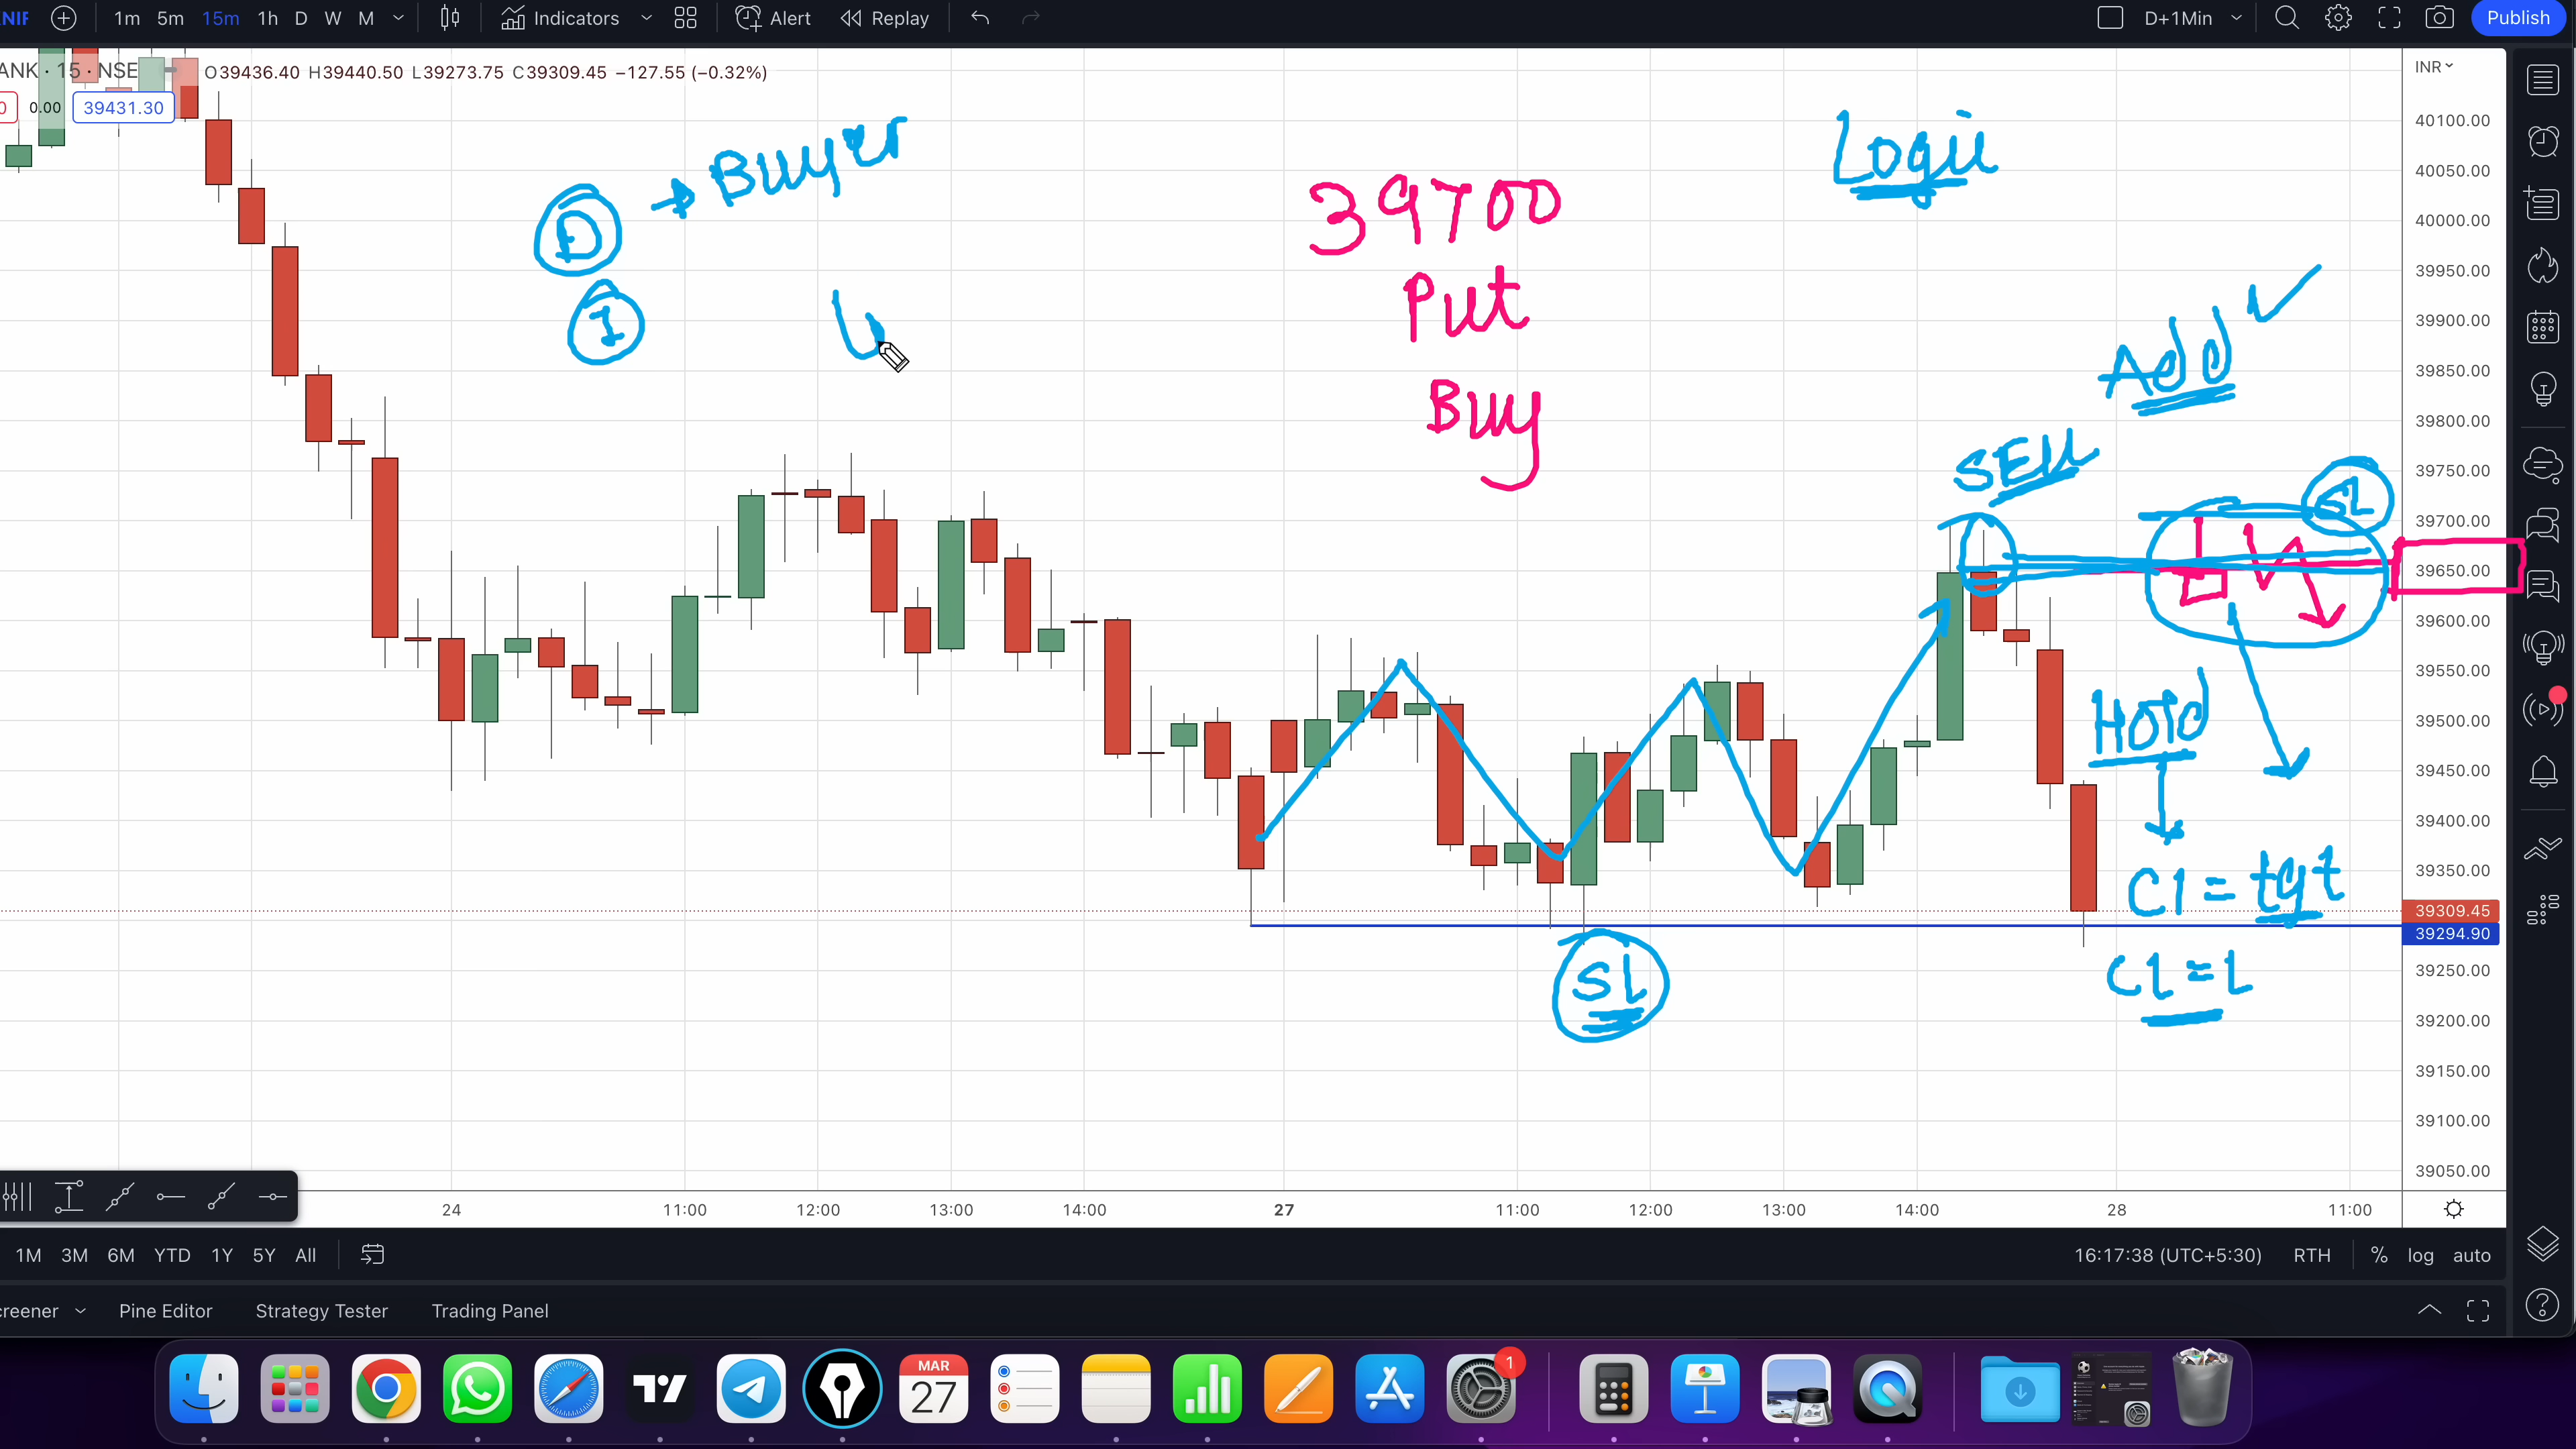 NIF 1m 5m 15m 1h D W M Indicators Alert Replay D+1Min Publish
ANK · 15 · NSE O39436.40 H39440.50 L39273.75 C39309.45 −127.55 (−0.32%)
INR
0 0.00 39431.30
D → Buyer
I
39700
Put
Buy
Logic
Add ✓
SELL
SL
Hold
C1 = tgt
CL = L
SL
40100.00
40050.00
40000.00
39950.00
39900.00
39850.00
39800.00
39750.00
39700.00
39650.00
39600.00
39550.00
39500.00
39450.00
39400.00
39350.00
39309.45
39294.90
39250.00
39200.00
39150.00
39100.00
39050.00
24 11:00 12:00 13:00 14:00 27 11:00 12:00 13:00 14:00 28 11:00
1M 3M 6M YTD 1Y 5Y All 16:17:38 (UTC+5:30) RTH % log auto
creener Pine Editor Strategy Tester Trading Panel
MAR
27
1